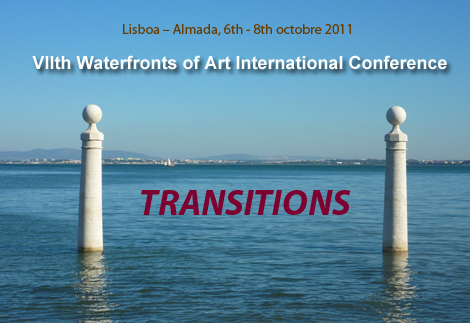 Lisboa – Almada, 6th - 8th octobre 2011
VIIth Waterfronts of Art International Conference
TRANSITIONS